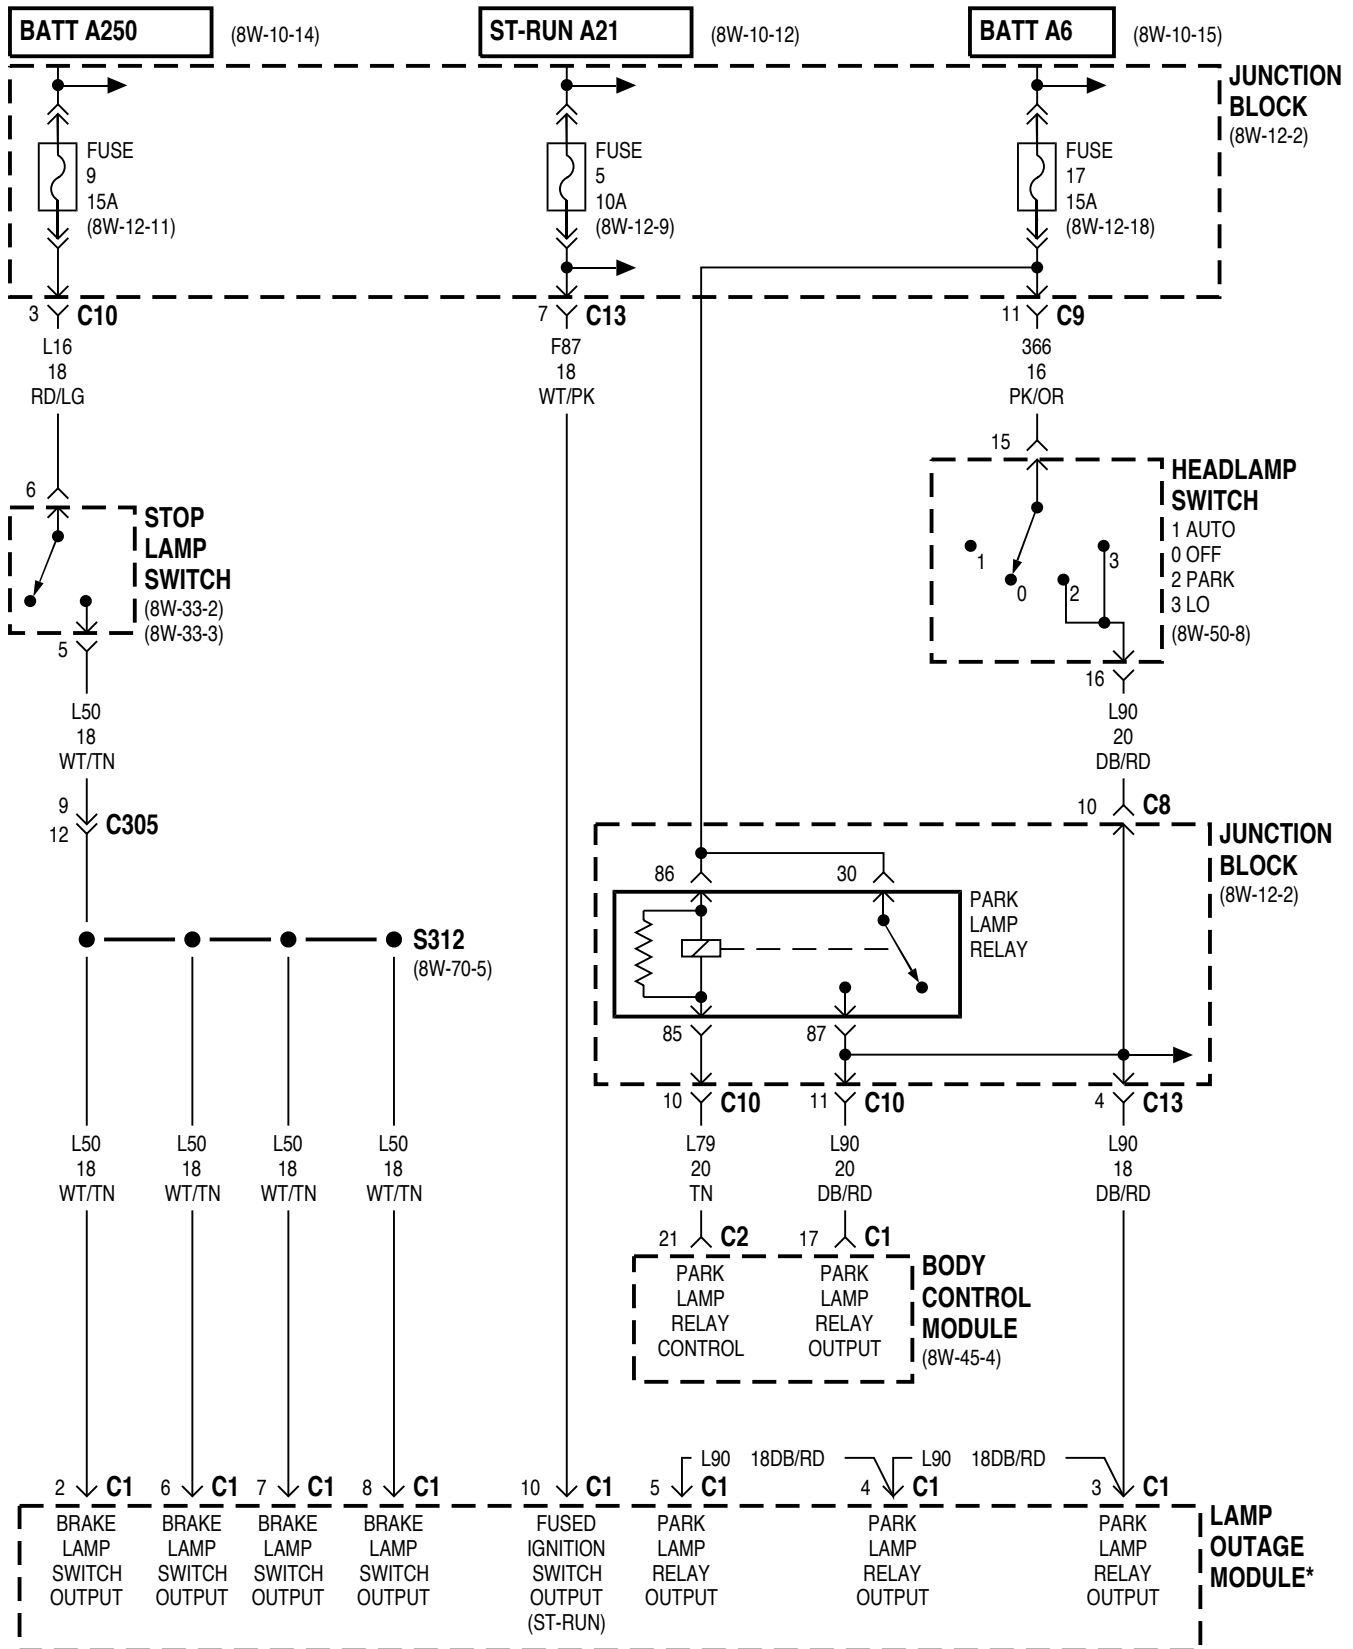 BATT A250
(8W-10-14)
ST-RUN A21
(8W-10-12)
BATT A6
(8W-10-15)
JUNCTION
BLOCK
(8W-12-2)
FUSE
9
15A
(8W-12-11)
FUSE
5
10A
(8W-12-9)
FUSE
17
15A
(8W-12-18)
3
C10
7
C13
11
C9
L16
18
RD/LG
F87
18
WT/PK
366
16
PK/OR
15
HEADLAMP
SWITCH
1 AUTO
0 OFF
2 PARK
3 LO
(8W-50-8)
1
0
2
3
6
STOP
LAMP
SWITCH
(8W-33-2)
(8W-33-3)
5
16
L50
18
WT/TN
L90
20
DB/RD
9
12
C305
10
C8
JUNCTION
BLOCK
(8W-12-2)
86
30
PARK
LAMP
RELAY
S312
(8W-70-5)
85
87
10
C10
11
C10
4
C13
L50
18
WT/TN
L50
18
WT/TN
L50
18
WT/TN
L50
18
WT/TN
L79
20
TN
L90
20
DB/RD
L90
18
DB/RD
21
C2
17
C1
PARK
LAMP
RELAY
CONTROL
PARK
LAMP
RELAY
OUTPUT
BODY
CONTROL
MODULE
(8W-45-4)
L90 18DB/RD
L90 18DB/RD
2
C1
6
C1
7
C1
8
C1
10
C1
5
C1
4
C1
3
C1
BRAKE
LAMP
SWITCH
OUTPUT
BRAKE
LAMP
SWITCH
OUTPUT
BRAKE
LAMP
SWITCH
OUTPUT
BRAKE
LAMP
SWITCH
OUTPUT
FUSED
IGNITION
SWITCH
OUTPUT
(ST-RUN)
PARK
LAMP
RELAY
OUTPUT
PARK
LAMP
RELAY
OUTPUT
PARK
LAMP
RELAY
OUTPUT
LAMP
OUTAGE
MODULE*